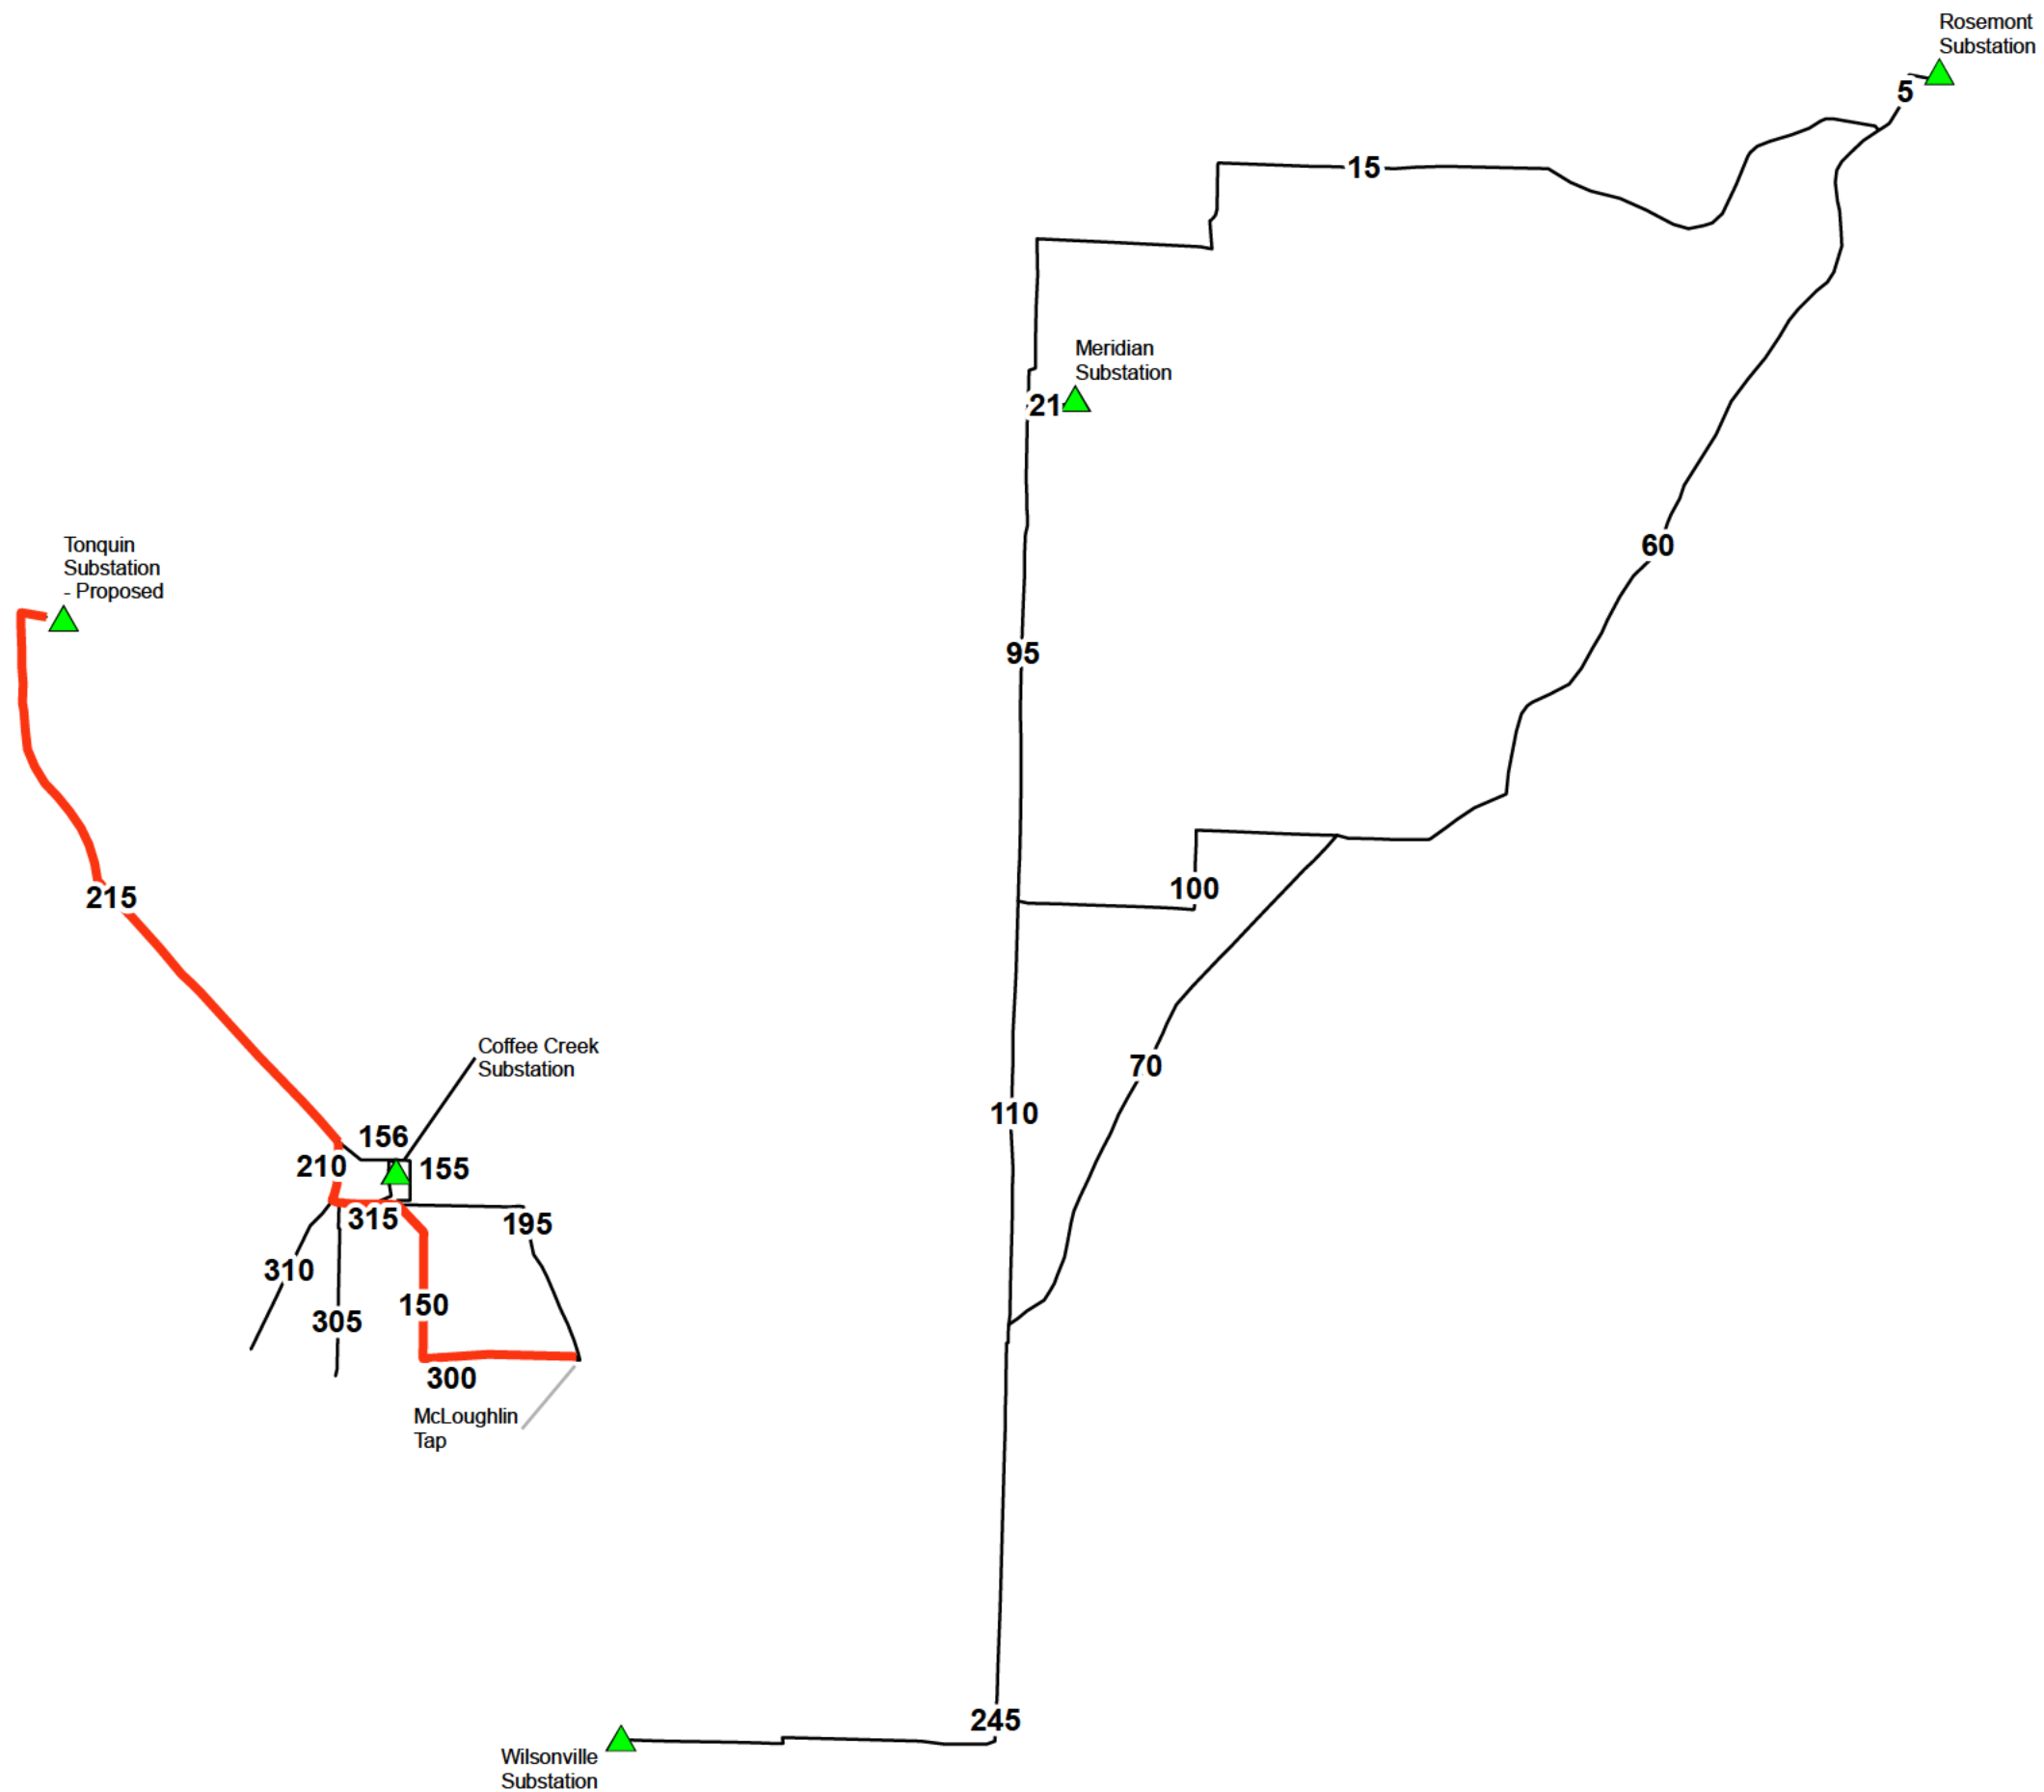 Rosemont
Substation
5
15
Meridian
Substation
21
Tonquin
Substation
- Proposed
60
95
100
215
Coffee Creek
Substation
70
110
156
210
155
315
195
310
150
305
300
McLoughlin
Tap
245
Wilsonville
Substation